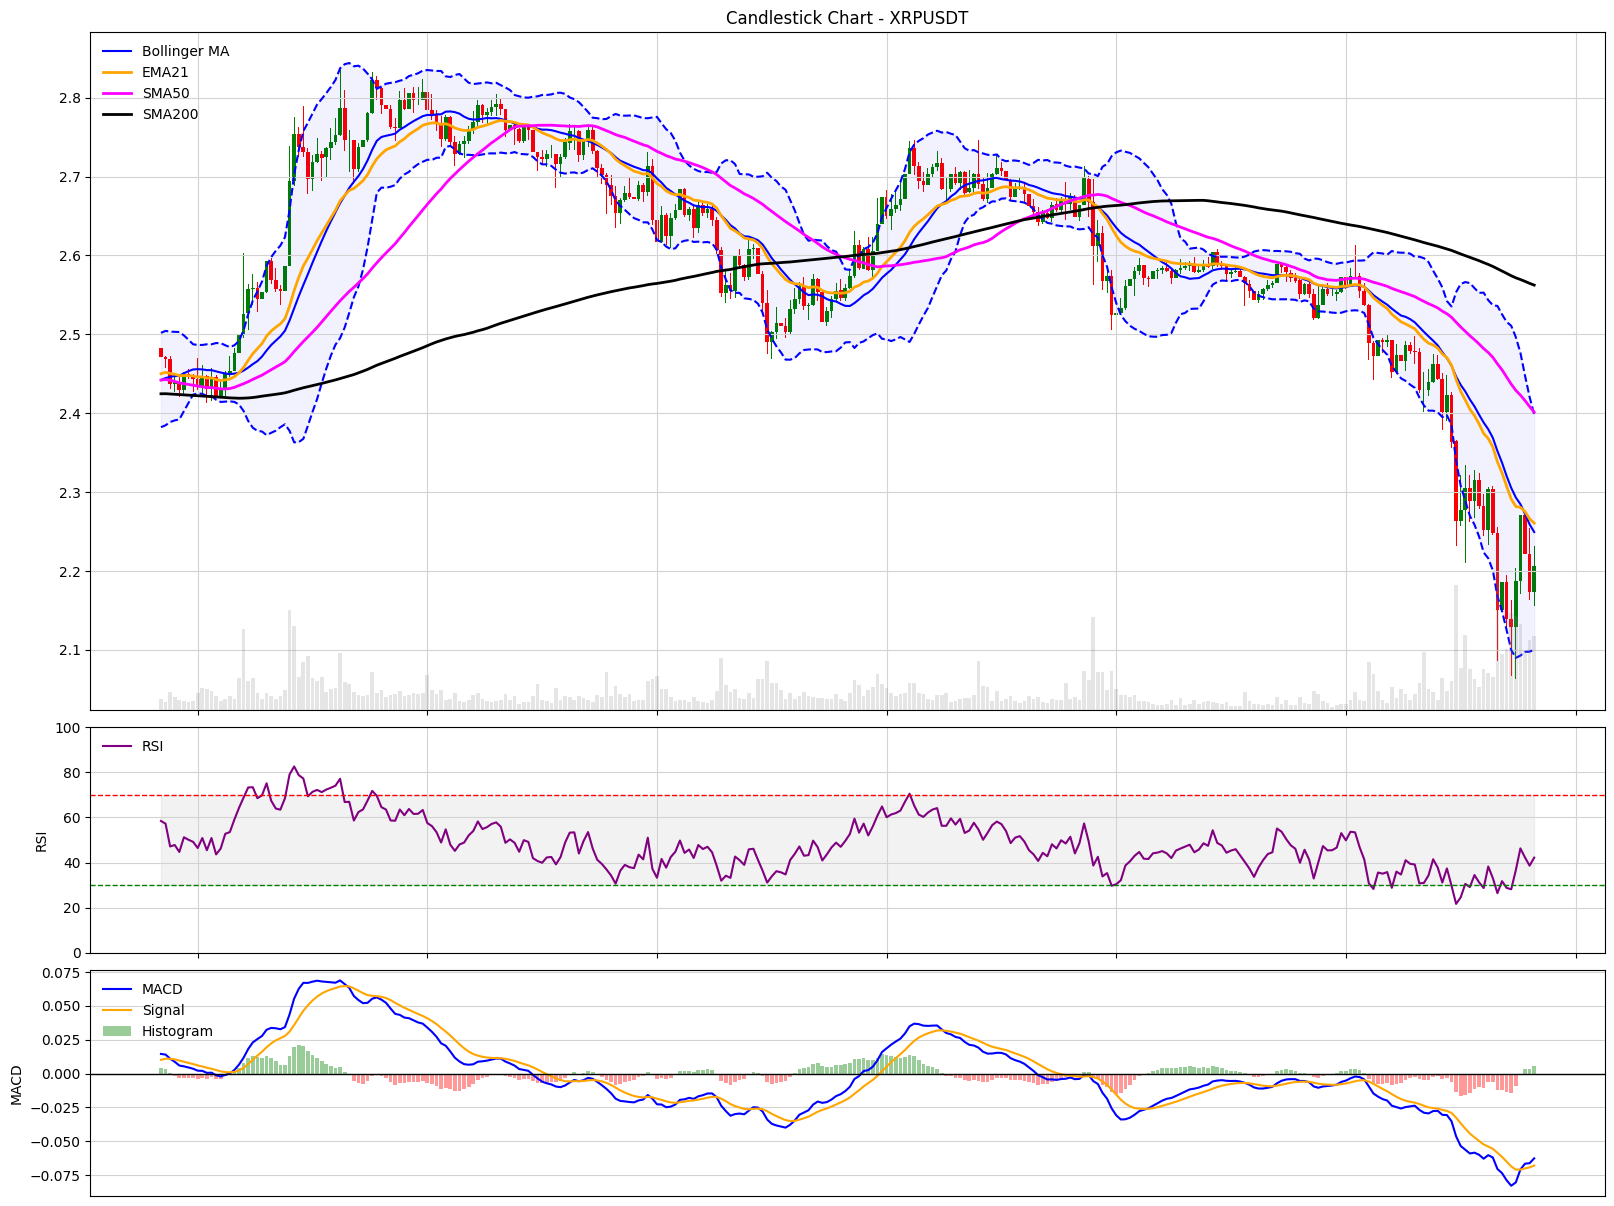 Candlestick Chart - XRPUSDT
Bollinger MA
EMA21
SMA50
SMA200
2.8
2.7
2.6
2.5
2.4
2.3
2.2
2.1
RSI
100
80
60
40
20
0
RSI
MACD
Signal
Histogram
0.075
0.050
0.025
0.000
−0.025
−0.050
−0.075
MACD